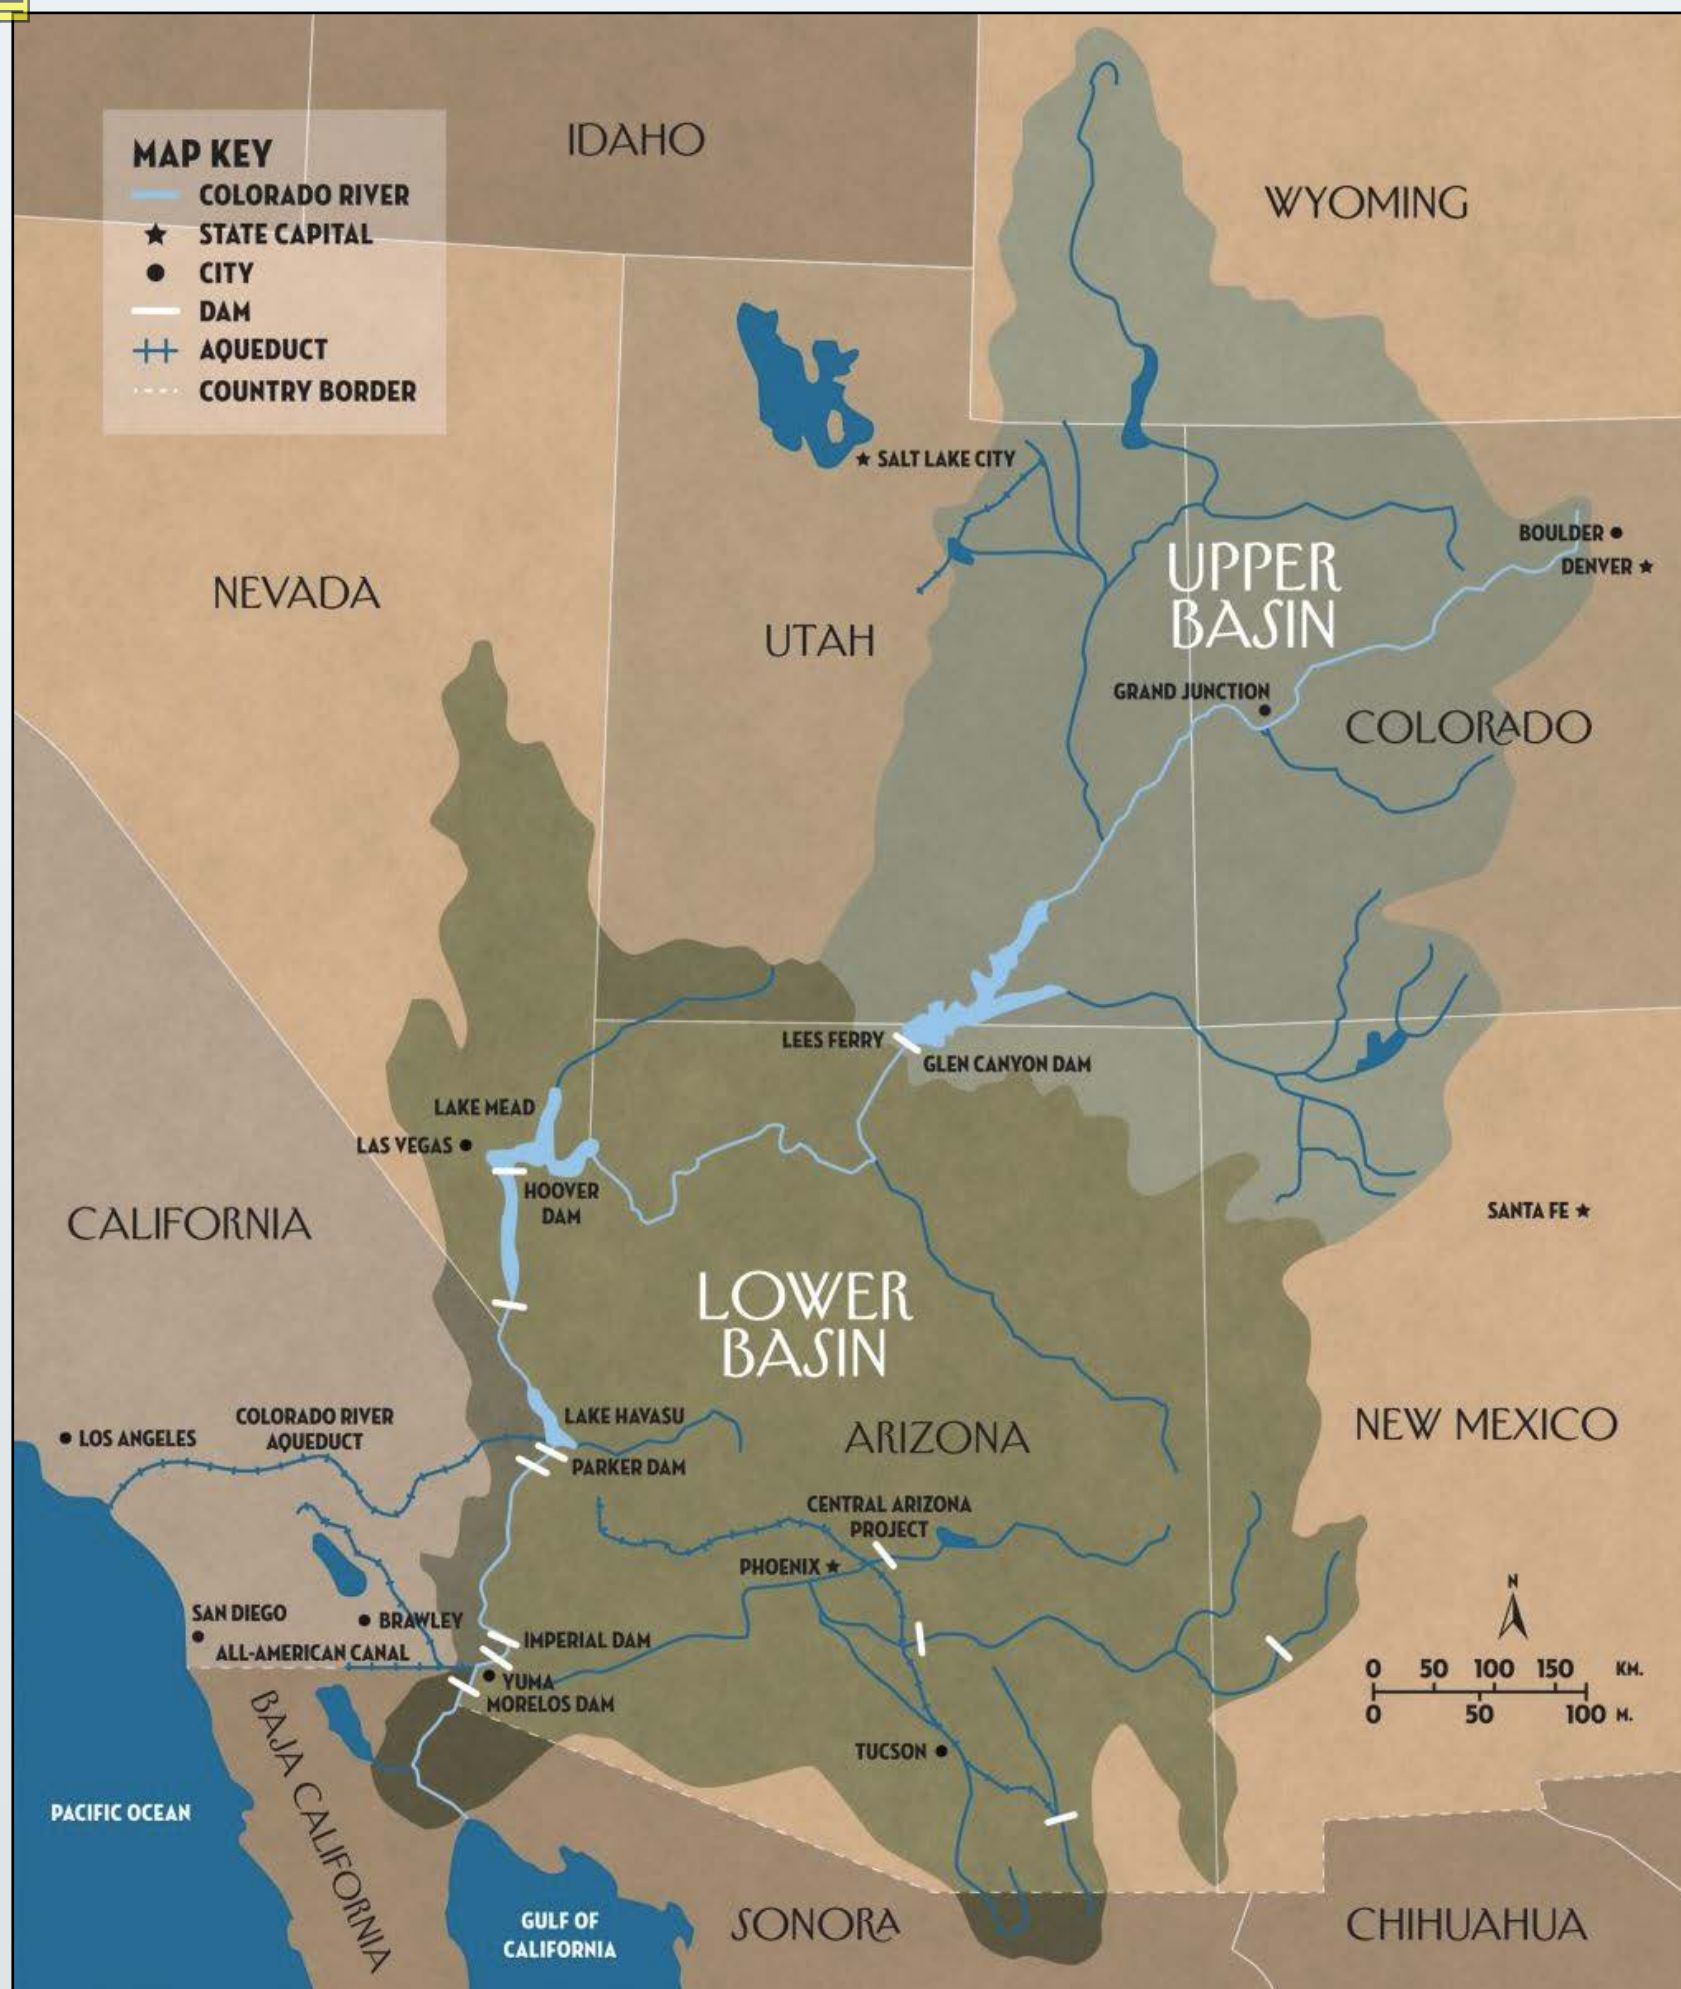 MAP KEY
COLORADO RIVER
STATE CAPITAL
CITY
DAM
AQUEDUCT
COUNTRY BORDER
IDAHO
WYOMING
SALT LAKE CITY
BOULDER
DENVER
UPPER
BASIN
NEVADA
UTAH
GRAND JUNCTION
COLORADO
LEES FERRY
GLEN CANYON DAM
LAKE MEAD
LAS VEGAS
HOOVER
DAM
CALIFORNIA
SANTA FE
LOWER
BASIN
COLORADO RIVER
AQUEDUCT
LOS ANGELES
LAKE HAVASU
ARIZONA
NEW MEXICO
PARKER DAM
CENTRAL ARIZONA
PROJECT
PHOENIX
N
SAN DIEGO
BRAWLEY
ALL-AMERICAN CANAL
IMPERIAL DAM
YUMA
MORELOS DAM
0 50 100 150 KM.
0 50 100 M.
BAJA CALIFORNIA
TUCSON
PACIFIC OCEAN
GULF OF
CALIFORNIA
SONORA
CHIHUAHUA